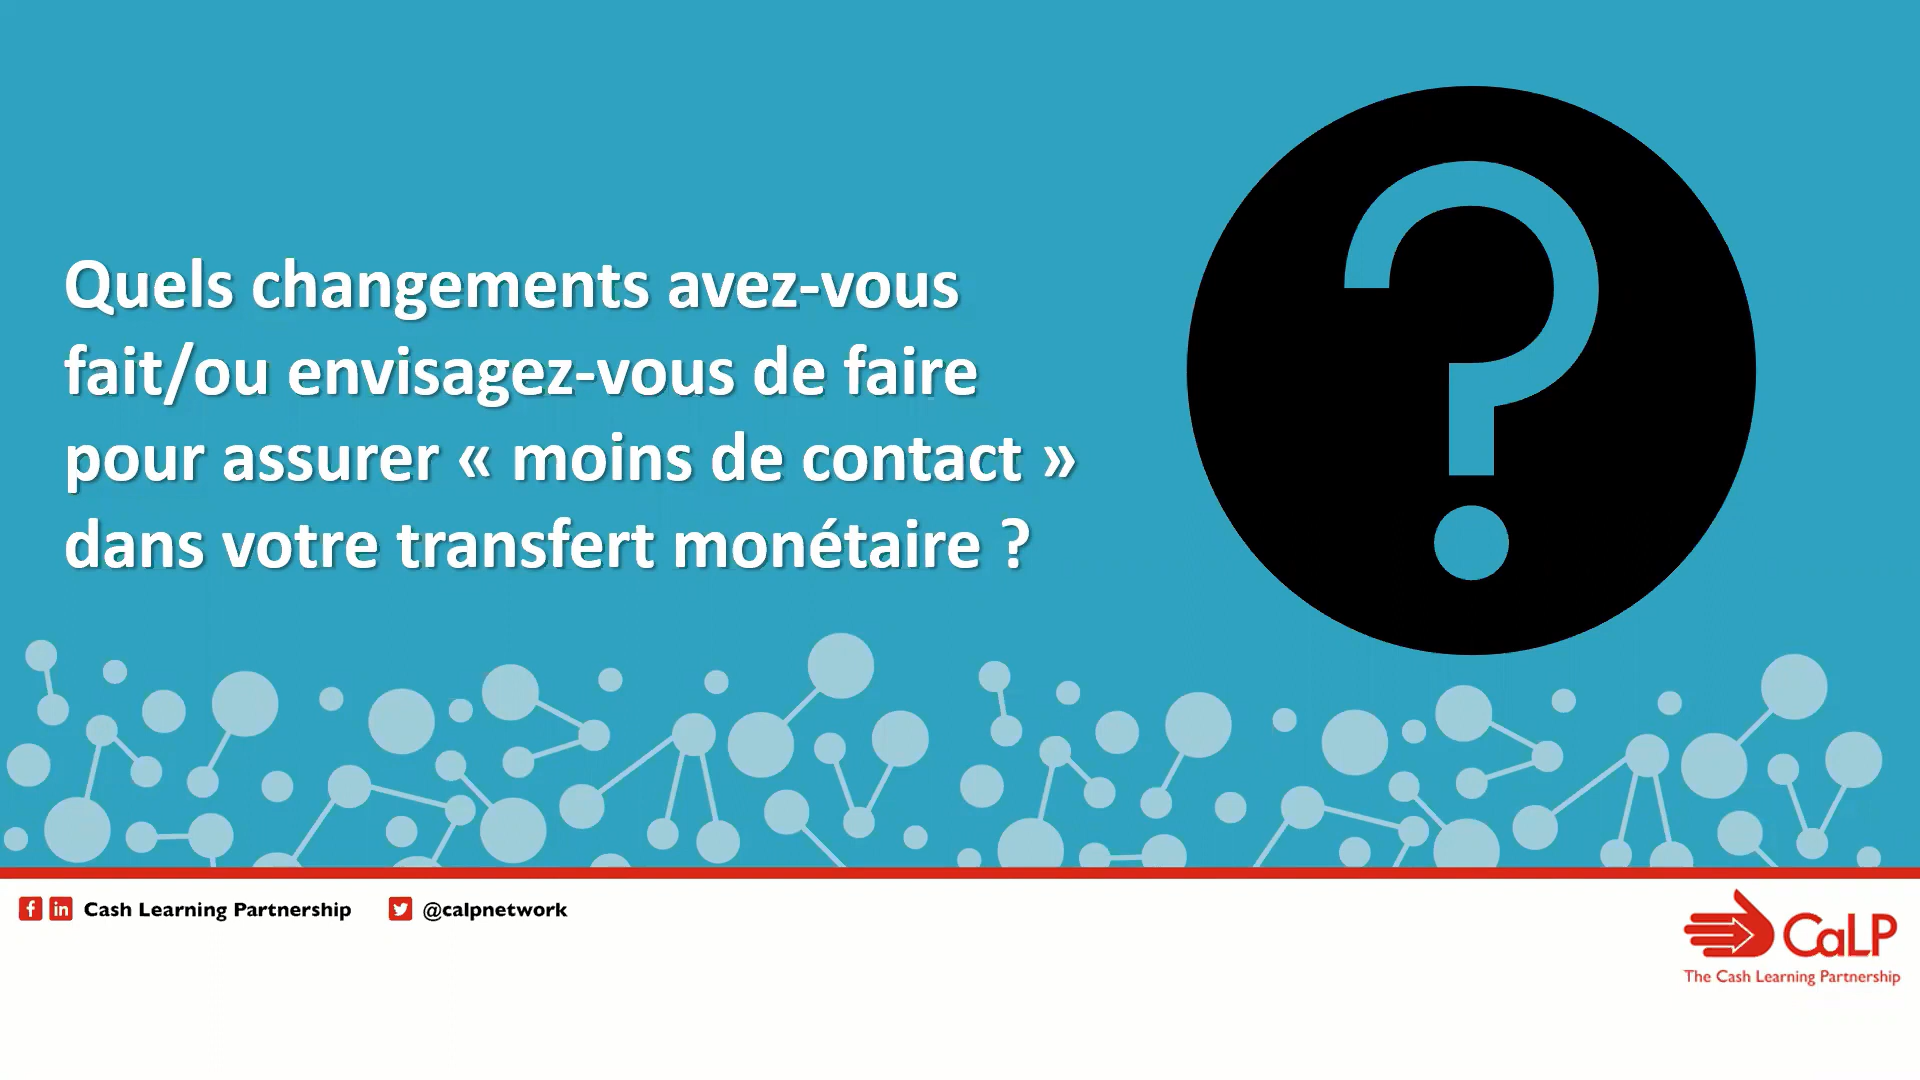 Quels changements avez-vous
fait/ou envisagez-vous de faire
pour assurer « moins de contact »
dans votre transfert monétaire ?
Cash Learning Partnership
@calpnetwork
CaLP
The Cash Learning Partnership